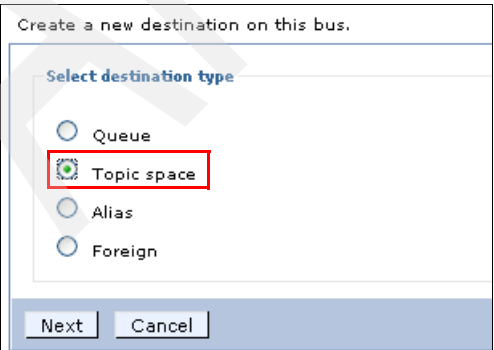 Create a new destination on this bus.
Select destination type
Queue
Topic space
Alias
Foreign
Next Cancel